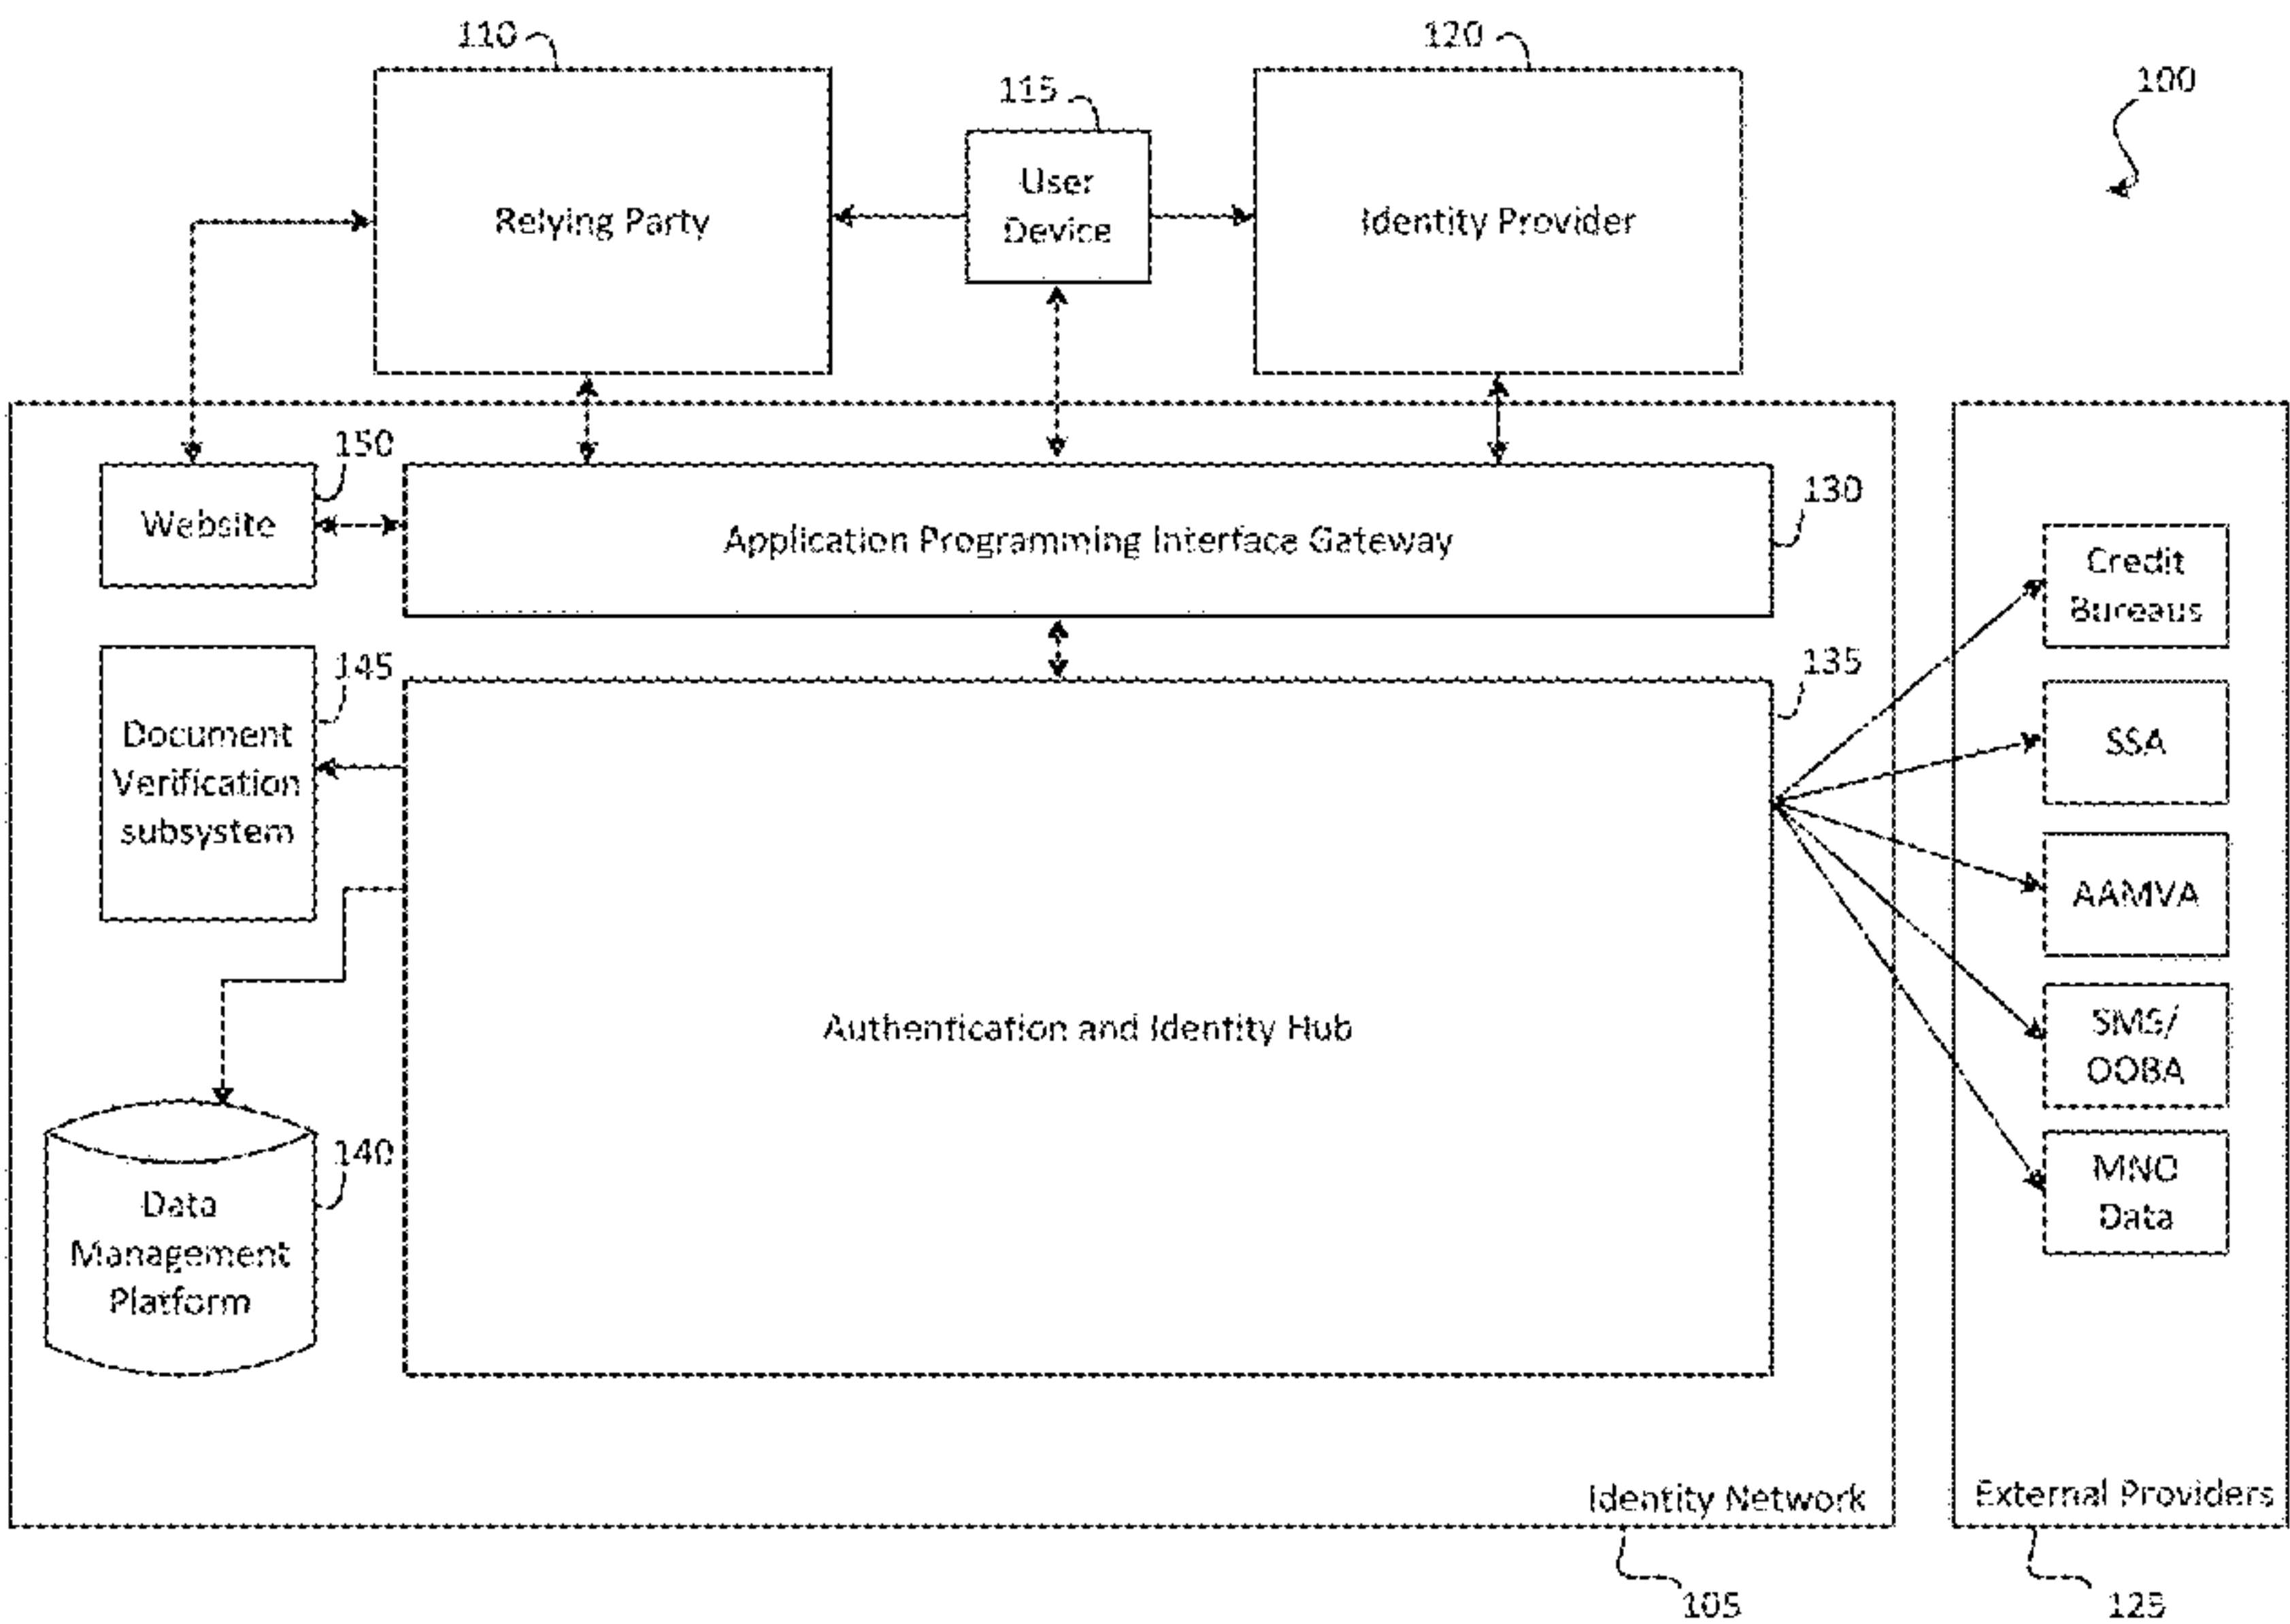 110
120
115
100
User
Device
Relying Party
Identity Provider
150
130
Website
Application Programming Interface Gateway
Credit
Bureaus
145
135
Document
Verification
subsystem
SSA
AAMVA
Authentication and Identity Hub
SMS/
OOBA
140
MNO
Data
Data
Management
Platform
Identity Network
External Providers
105
125